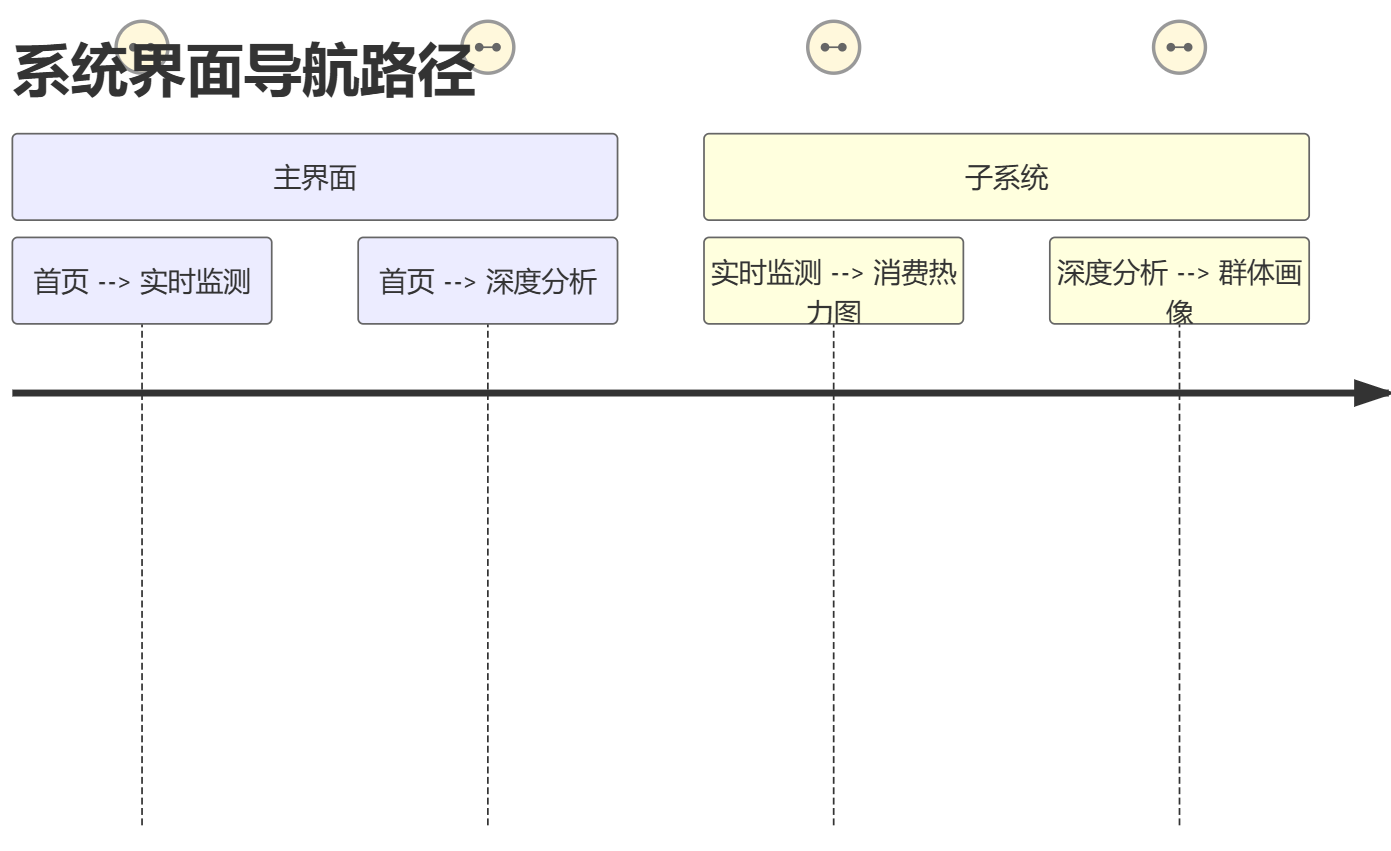 系统界面导航路径
主界面
子系统
首页 --> 实时监测
首页 --> 深度分析
实时监测 --> 消费热
力图
深度分析 --> 群体画
像